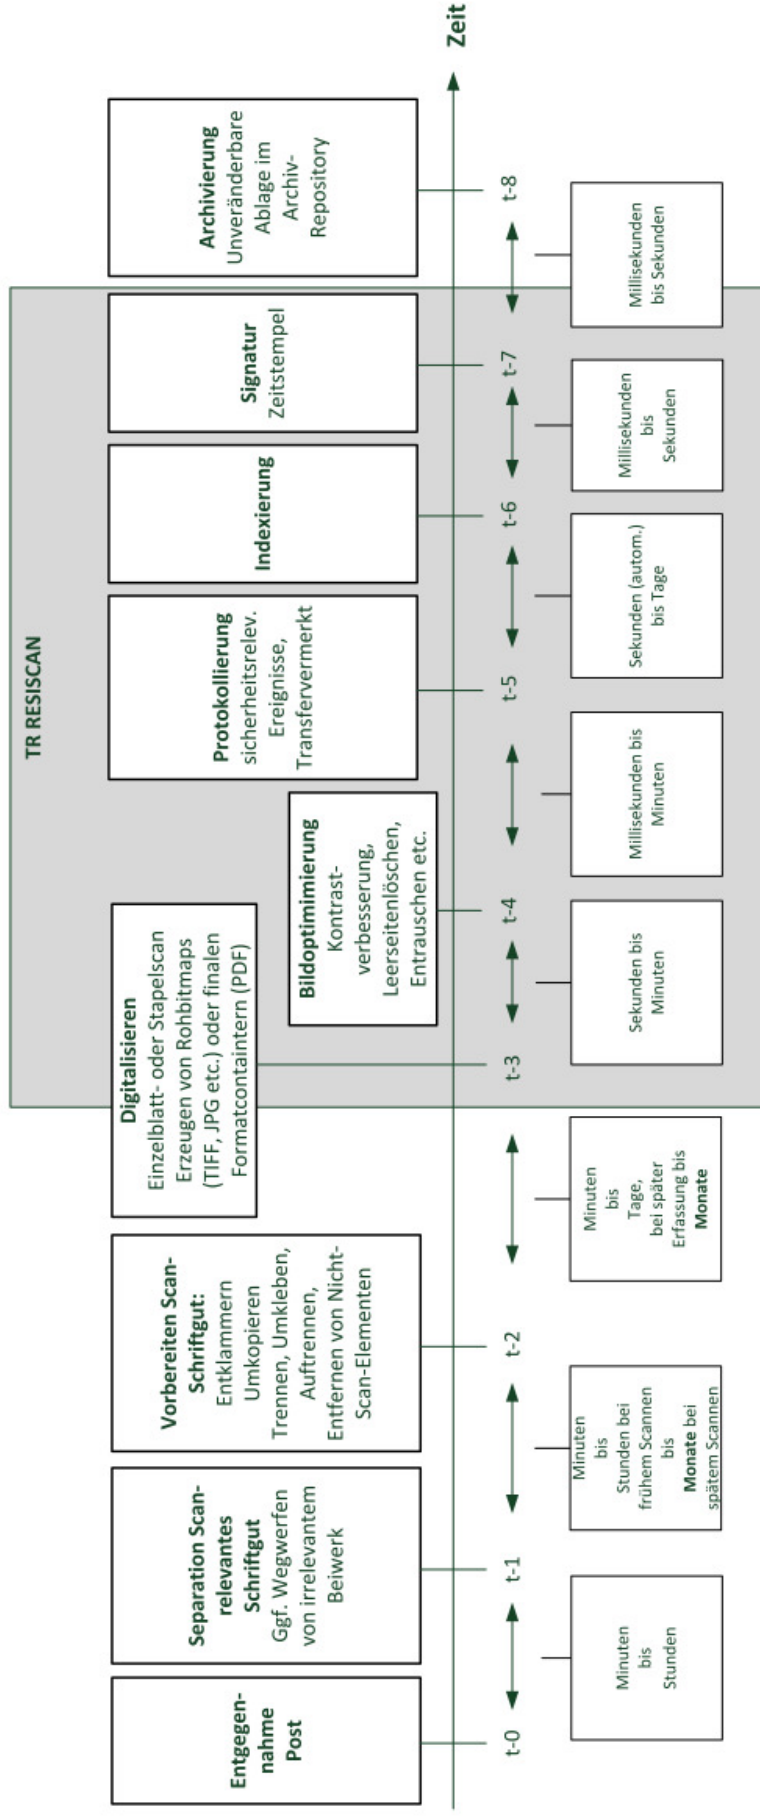 TR RESISCAN
Entgegen-
nahme
Post
Separation Scan-
relevantes
Schriftgut
Ggf. Wegwerfen
von irrelevantem
Beiwerk
Vorbereiten Scan-
Schriftgut:
Entklammern
Umkopieren
Trennen, Umkleben,
Auftrennen,
Entfernen von Nicht-
Scan-Elementen
Digitalisieren
Einzelblatt- oder Stapelscan
Erzeugen von Rohbitmaps
(TIFF, JPG etc.) oder finalen
Formatcontaintern (PDF)
Bildoptimimierung
Kontrast-
verbesserung,
Leerseitenlöschen,
Entrauschen etc.
Protokollierung
sicherheitsrelev.
Ereignisse,
Transfervermerkt
Indexierung
Signatur
Zeitstempel
Archivierung
Unveränderbare
Ablage im
Archiv-
Repository
Zeit
t-0
t-1
t-2
t-3
t-4
t-5
t-6
t-7
t-8
Minuten
bis
Stunden
Minuten
bis
Stunden bei
frühem Scannen
bis
Monate bei
spätem Scannen
Minuten
bis
Tage,
bei später
Erfassung bis
Monate
Sekunden bis
Minuten
Millisekunden bis
Minuten
Sekunden (autom.)
bis Tage
Millisekunden
bis
Sekunden
Millisekunden
bis Sekunden